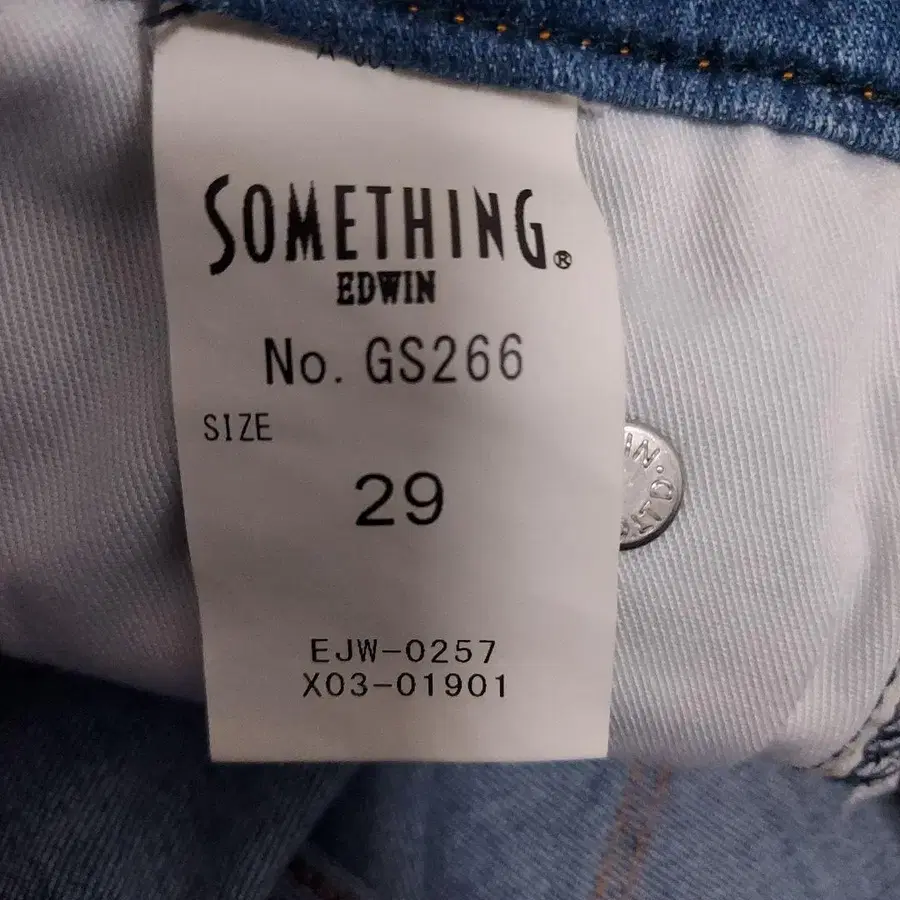 SOMETHING®
EDWIN
No. GS266
SIZE
29
EJW-0257
X03-01901